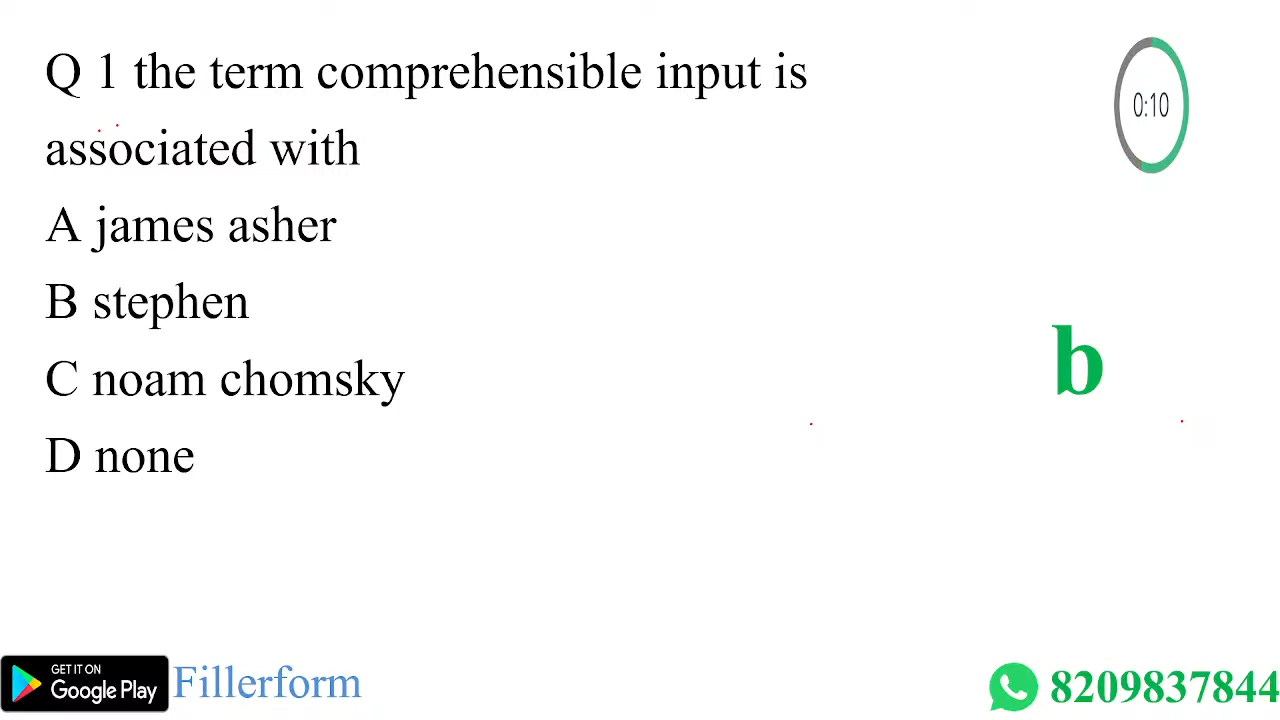 Q 1 the term comprehensible input is
associated with
A james asher
B stephen
C noam chomsky
D none
0:10
b
GET IT ON
Google Play
Fillerform
8209837844